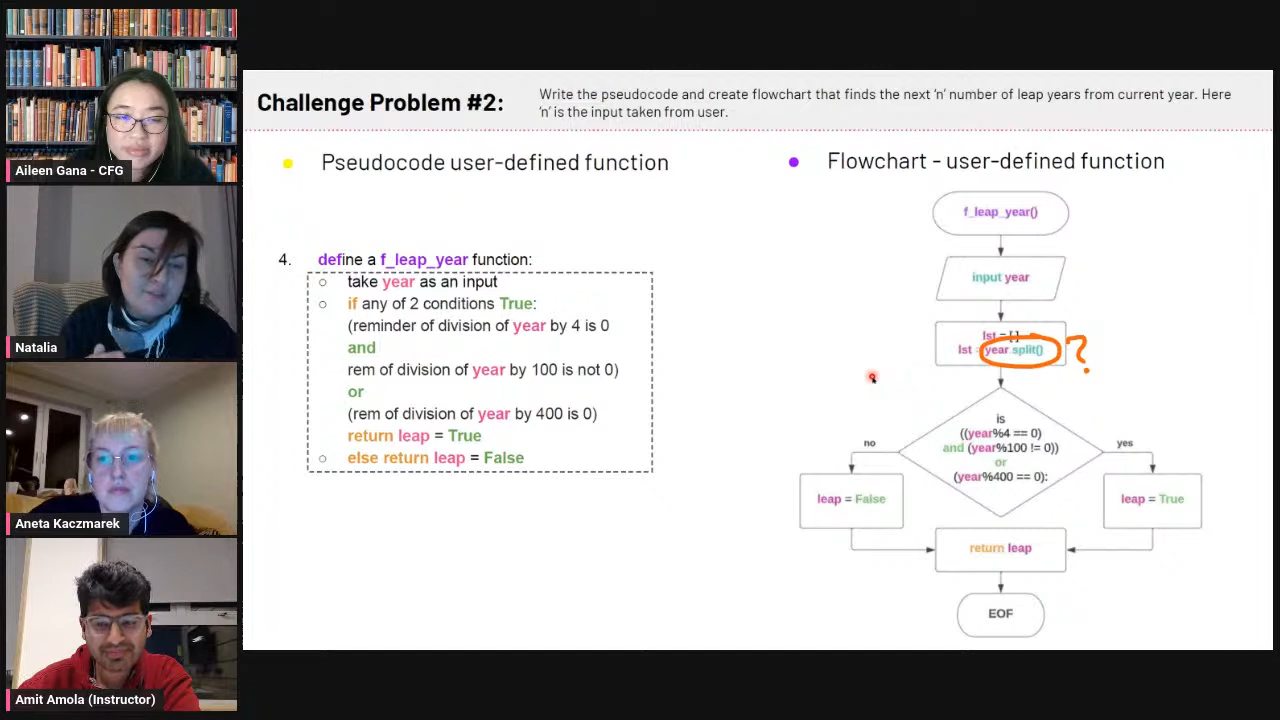 Aileen Gana - CFG
Natalia
Aneta Kaczmarek
Amit Amola (Instructor)
Challenge Problem #2:
Write the pseudocode and create flowchart that finds the next ‘n’ number of leap years from current year. Here
‘n’ is the input taken from user.
Pseudocode user-defined function
4. define a f_leap_year function:
○ take year as an input
○ if any of 2 conditions True:
(reminder of division of year by 4 is 0
and
rem of division of year by 100 is not 0)
or
(rem of division of year by 400 is 0)
return leap = True
○ else return leap = False
Flowchart - user-defined function
f_leap_year()
input year
lst = []
lst = year.split()
?
is
((year%4 == 0)
and (year%100 != 0))
or
(year%400 == 0):
no
yes
leap = False
leap = True
return leap
EOF